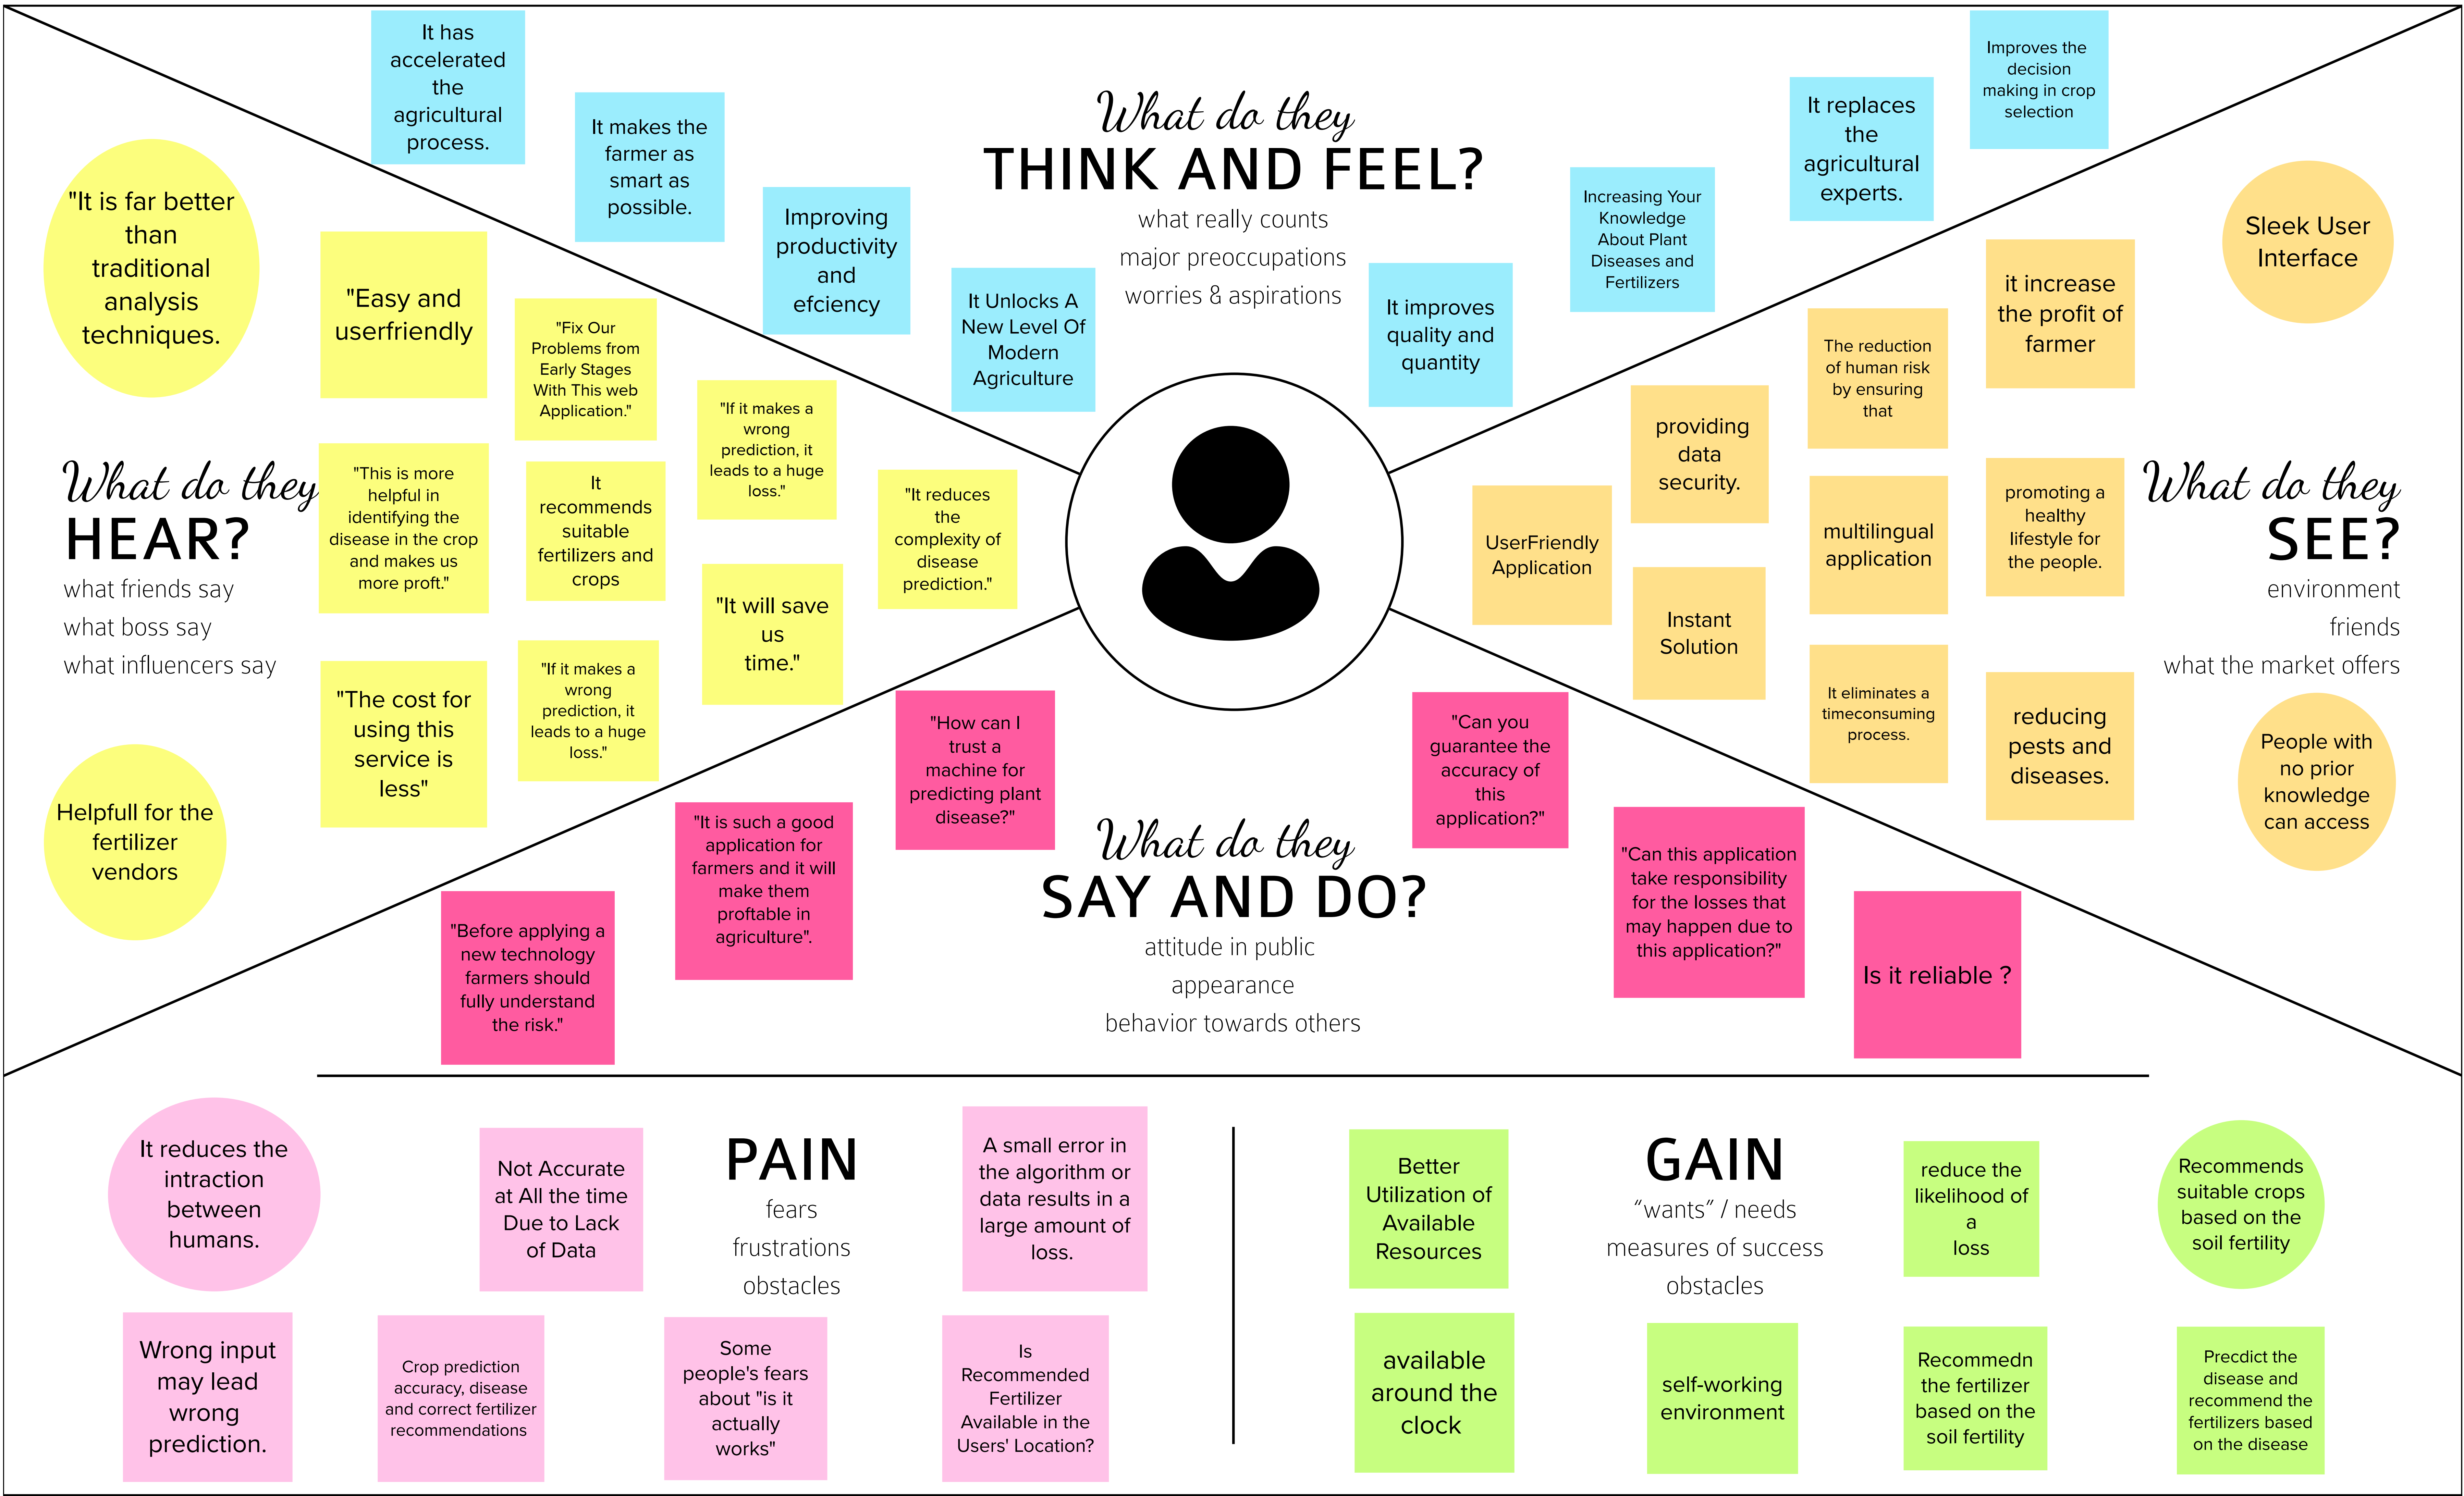 What do they
THINK AND FEEL?
what really counts
major preoccupations
worries & aspirations
It has
accelerated
the
agricultural
process.
It makes the
farmer as
smart as
possible.
Improving
productivity
and
efciency
It Unlocks A
New Level Of
Modern
Agriculture
It improves
quality and
quantity
Increasing Your
Knowledge
About Plant
Diseases and
Fertilizers
It replaces
the
agricultural
experts.
Improves the
decision
making in crop
selection
What do they
HEAR?
what friends say
what boss say
what influencers say
"It is far better
than
traditional
analysis
techniques.
"Easy and
userfriendly
"Fix Our
Problems from
Early Stages
With This web
Application."
"If it makes a
wrong
prediction, it
leads to a huge
loss."
"This is more
helpful in
identifying the
disease in the crop
and makes us
more proft."
It
recommends
suitable
fertilizers and
crops
"It reduces
the
complexity of
disease
prediction."
"It will save
us
time."
"If it makes a
wrong
prediction, it
leads to a huge
loss."
"The cost for
using this
service is
less"
Helpfull for the
fertilizer
vendors
What do they
SEE?
environment
friends
what the market offers
Sleek User
Interface
it increase
the profit of
farmer
The reduction
of human risk
by ensuring
that
providing
data
security.
UserFriendly
Application
multilingual
application
promoting a
healthy
lifestyle for
the people.
Instant
Solution
It eliminates a
timeconsuming
process.
reducing
pests and
diseases.
People with
no prior
knowledge
can access
What do they
SAY AND DO?
attitude in public
appearance
behavior towards others
"How can I
trust a
machine for
predicting plant
disease?"
"It is such a good
application for
farmers and it will
make them
proftable in
agriculture".
"Before applying a
new technology
farmers should
fully understand
the risk."
"Can you
guarantee the
accuracy of
this
application?"
"Can this application
take responsibility
for the losses that
may happen due to
this application?"
Is it reliable ?
PAIN
fears
frustrations
obstacles
It reduces the
intraction
between
humans.
Not Accurate
at All the time
Due to Lack
of Data
A small error in
the algorithm or
data results in a
large amount of
loss.
Wrong input
may lead
wrong
prediction.
Crop prediction
accuracy, disease
and correct fertilizer
recommendations
Some
people's fears
about "is it
actually
works"
Is
Recommended
Fertilizer
Available in the
Users' Location?
GAIN
“wants” / needs
measures of success
obstacles
Better
Utilization of
Available
Resources
reduce the
likelihood of
a
loss
Recommends
suitable crops
based on the
soil fertility
available
around the
clock
self-working
environment
Recommedn
the fertilizer
based on the
soil fertility
Precdict the
disease and
recommend the
fertilizers based
on the disease